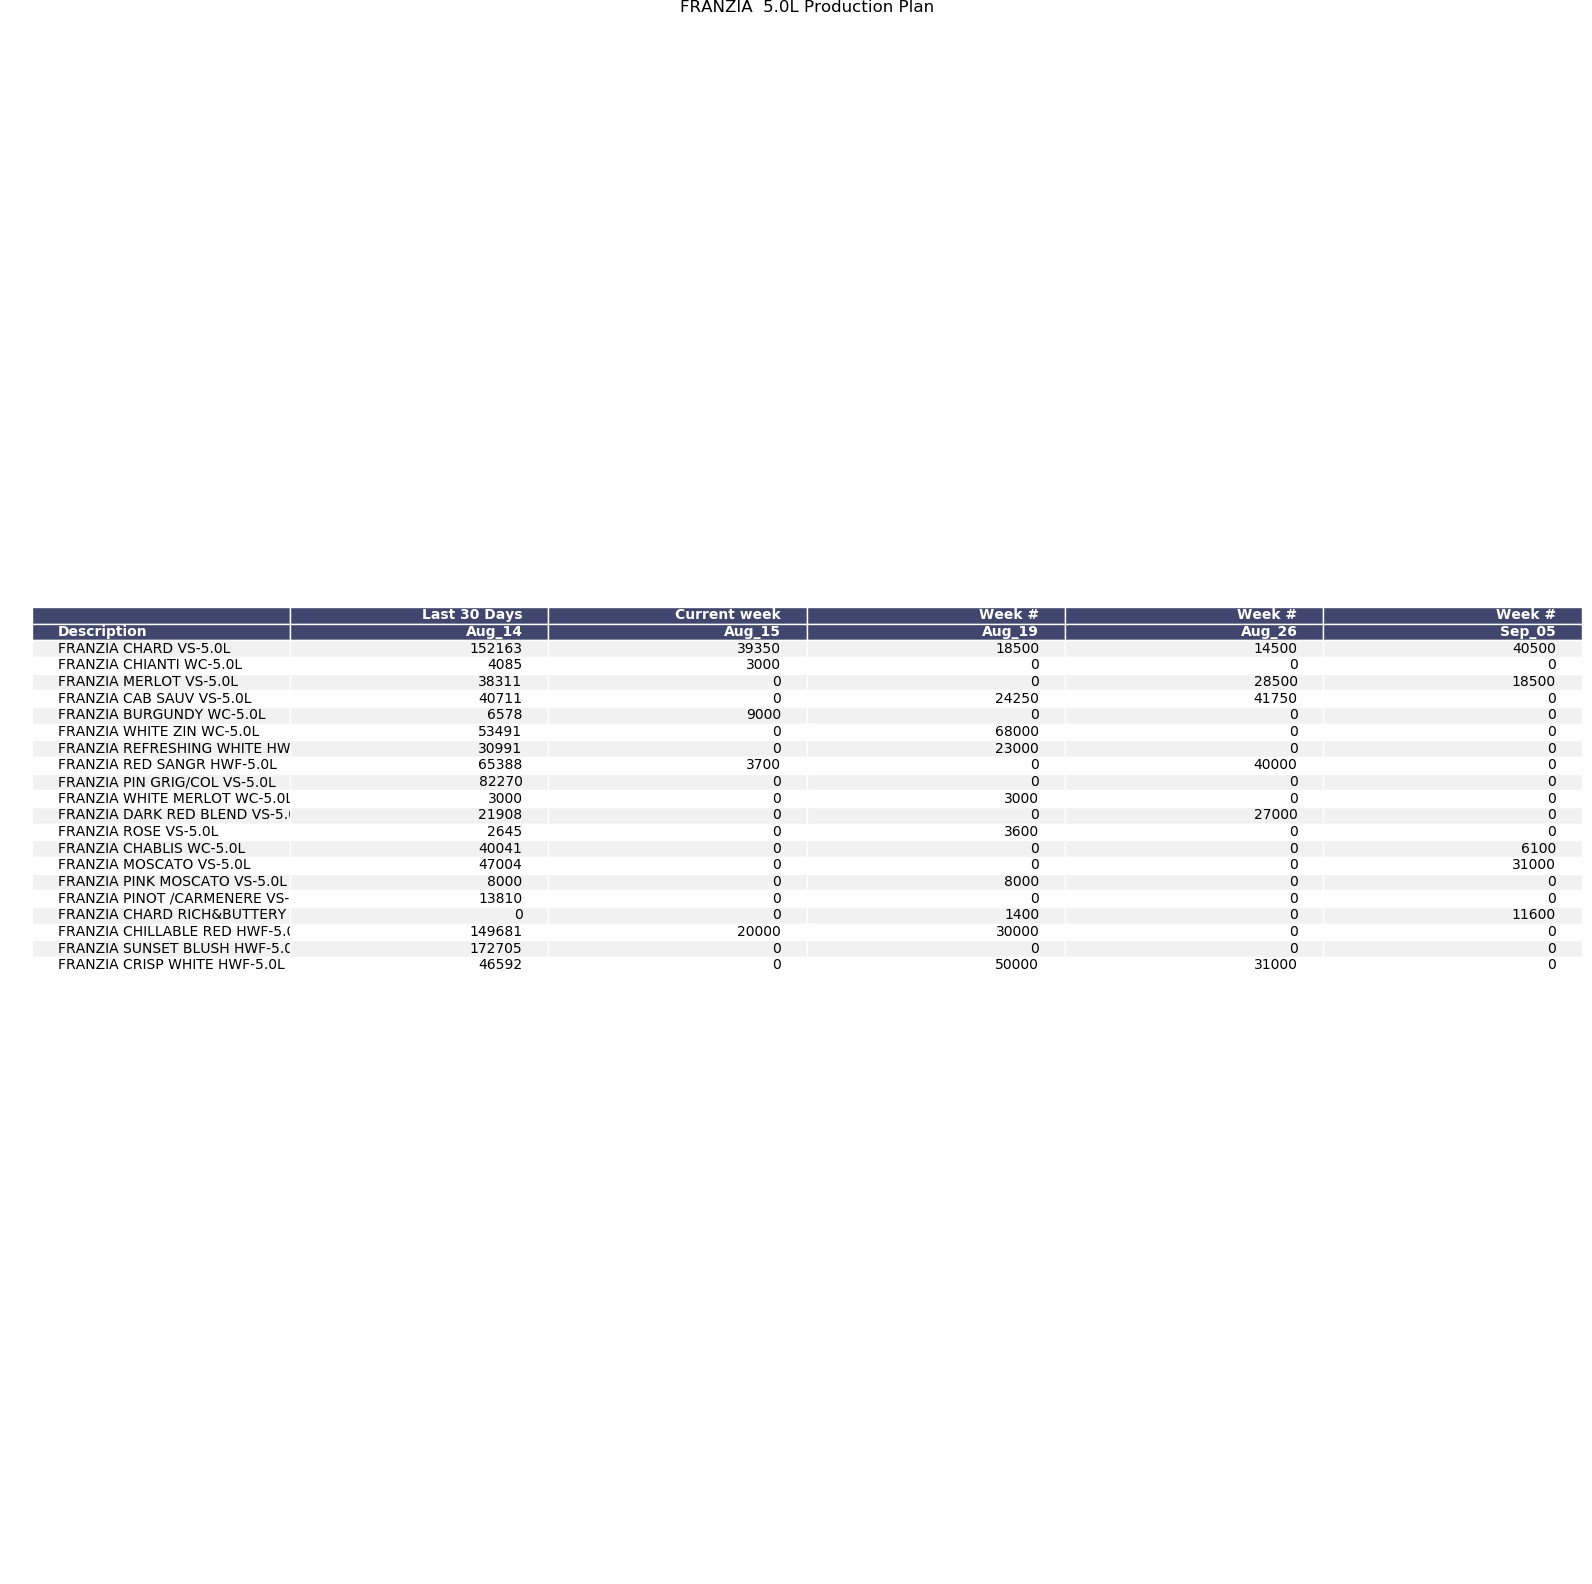 FRANZIA  5.0L Production Plan
Last 30 Days Current week Week # Week # Week #
Description Aug_14 Aug_15 Aug_19 Aug_26 Sep_05
FRANZIA CHARD VS-5.0L 152163 39350 18500 14500 40500
FRANZIA CHIANTI WC-5.0L 4085 3000 0 0 0
FRANZIA MERLOT VS-5.0L 38311 0 0 28500 18500
FRANZIA CAB SAUV VS-5.0L 40711 0 24250 41750 0
FRANZIA BURGUNDY WC-5.0L 6578 9000 0 0 0
FRANZIA WHITE ZIN WC-5.0L 53491 0 68000 0 0
FRANZIA REFRESHING WHITE HW 30991 0 23000 0 0
FRANZIA RED SANGR HWF-5.0L 65388 3700 0 40000 0
FRANZIA PIN GRIG/COL VS-5.0L 82270 0 0 0 0
FRANZIA WHITE MERLOT WC-5.0L 3000 0 3000 0 0
FRANZIA DARK RED BLEND VS-5.0 21908 0 0 27000 0
FRANZIA ROSE VS-5.0L 2645 0 3600 0 0
FRANZIA CHABLIS WC-5.0L 40041 0 0 0 6100
FRANZIA MOSCATO VS-5.0L 47004 0 0 0 31000
FRANZIA PINK MOSCATO VS-5.0L 8000 0 8000 0 0
FRANZIA PINOT /CARMENERE VS- 13810 0 0 0 0
FRANZIA CHARD RICH&BUTTERY 0 0 1400 0 11600
FRANZIA CHILLABLE RED HWF-5.0 149681 20000 30000 0 0
FRANZIA SUNSET BLUSH HWF-5.0 172705 0 0 0 0
FRANZIA CRISP WHITE HWF-5.0L 46592 0 50000 31000 0